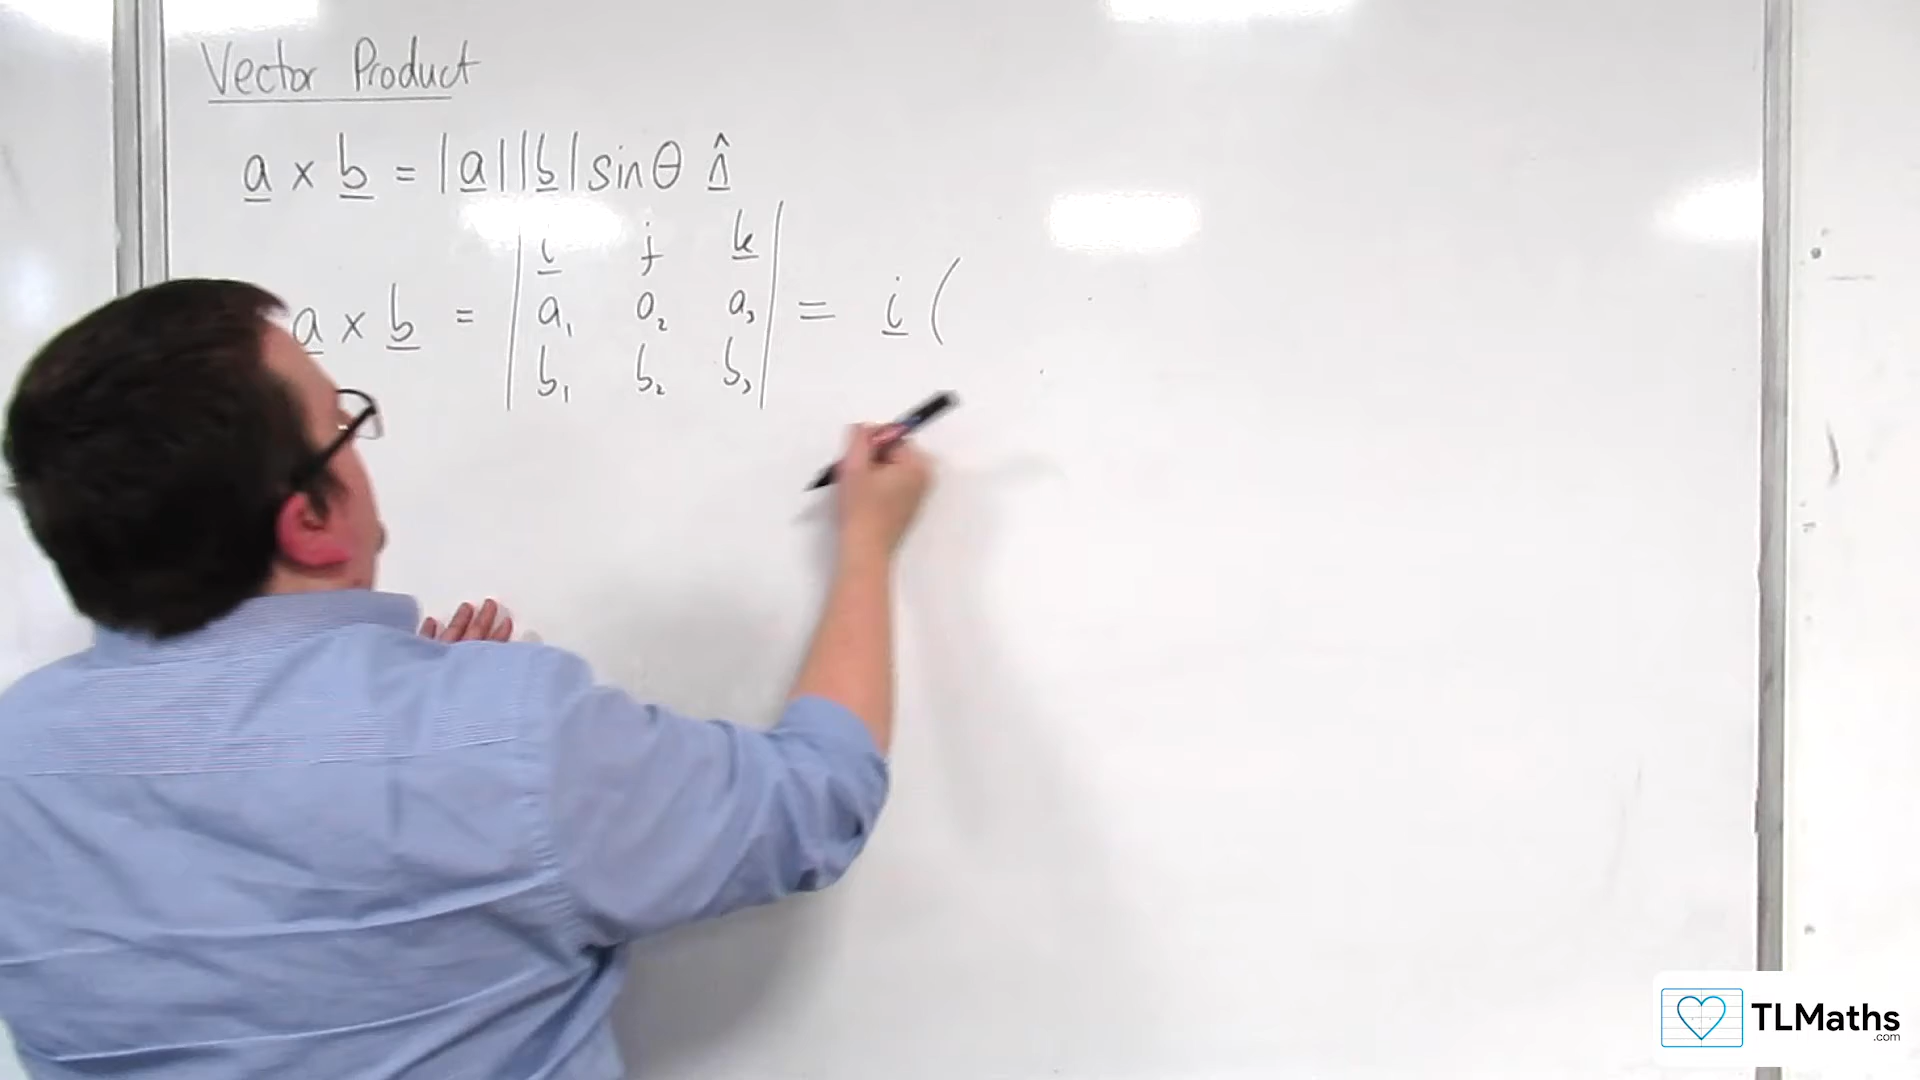 Vector Product
a × b = |a||b| sinθ n̂
a × b = | i j k | = i (
a₁ a₂ a₃
b₁ b₂ b₃
TLMaths
.com